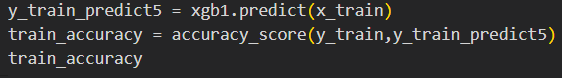 y_train_predict5 = xgb1.predict(x_train)
train_accuracy = accuracy_score(y_train,y_train_predict5)
train_accuracy